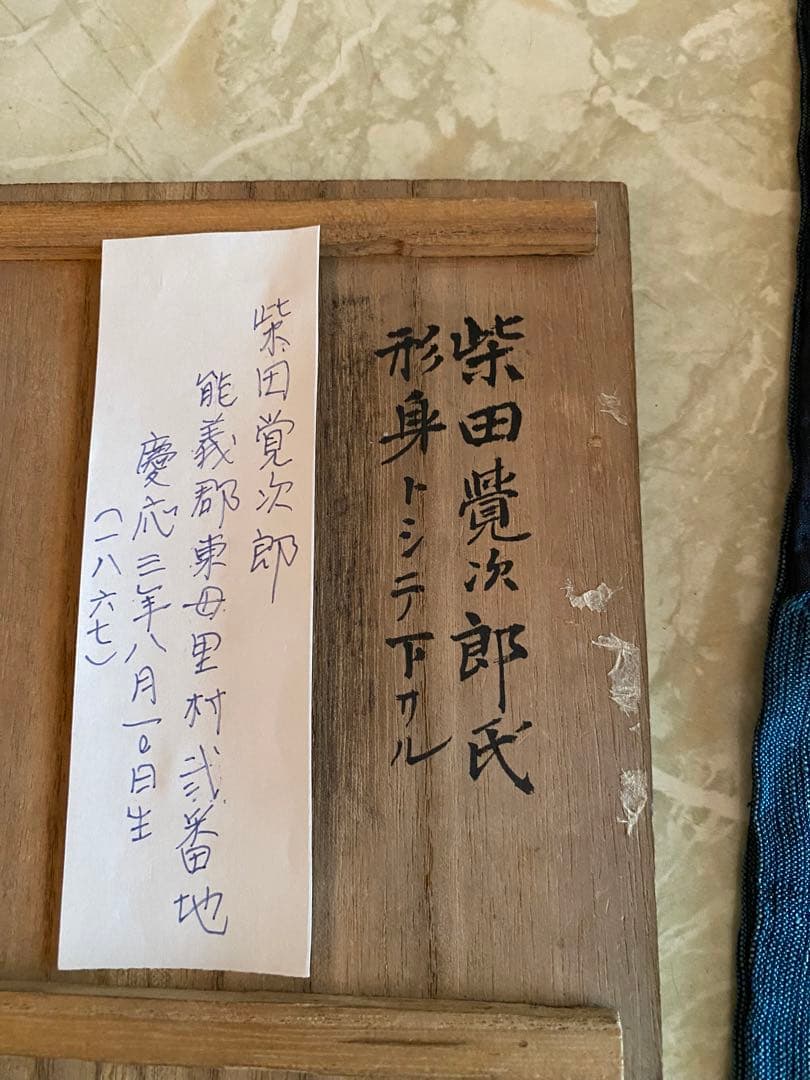 柴田覺次郎氏
形身トシテ下サル
柴田覚次郎
能義郡東母里村弐番地
慶応三年八月一〇日生
(一八六七)